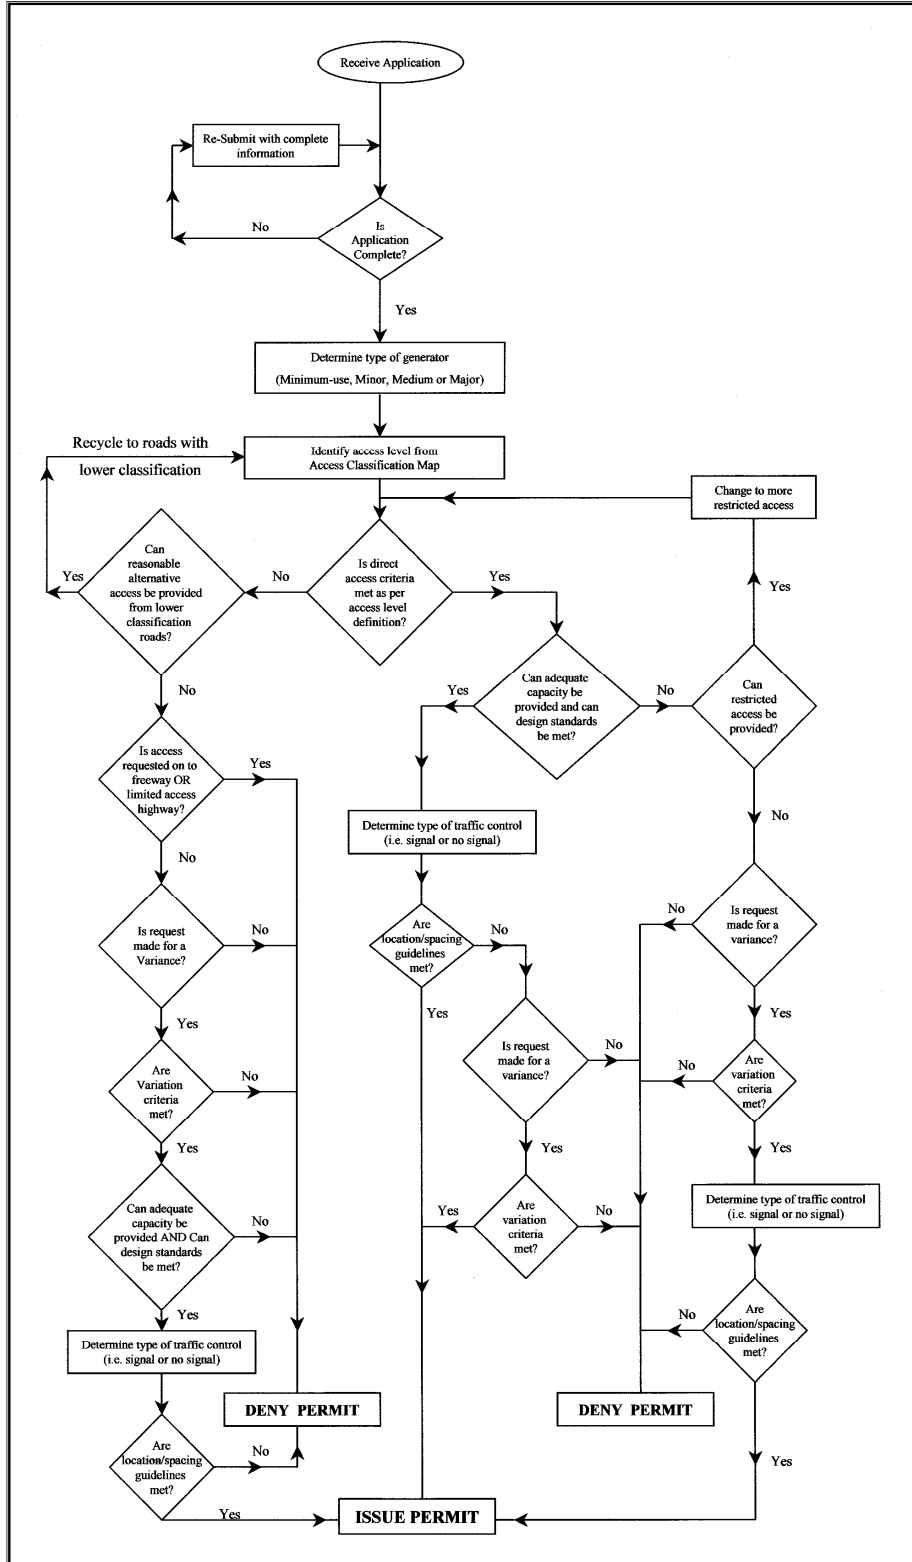 Receive Application
Re-Submit with complete
information
No
Is
Application
Complete?
Yes
Determine type of generator
(Minimum-use, Minor, Medium or Major)
Recycle to roads with
lower classification
Identify access level from
Access Classification Map
Change to more
restricted access
Can
reasonable
alternative
access be provided
from lower
classification
roads?
Yes
No
Is direct
access criteria
met as per
access level
definition?
Yes
Yes
No
Yes
Can adequate
capacity be
provided and can
design standards
be met?
No
Can
restricted
access be
provided?
Is access
requested on to
freeway OR
limited access
highway?
Yes
Determine type of traffic control
(i.e. signal or no signal)
No
No
Is request
made for a
Variance?
No
Are
location/spacing
guidelines
met?
No
No
Is request
made for a
variance?
Yes
Yes
Yes
Are
Variation
criteria
met?
No
Is request
made for a
variance?
No
No
Are
variation
criteria
met?
Yes
Yes
Yes
Can adequate
capacity be
provided AND Can
design standards
be met?
No
Yes
Are
variation
criteria
met?
No
Determine type of traffic control
(i.e. signal or no signal)
Yes
No
Are
location/spacing
guidelines
met?
Determine type of traffic control
(i.e. signal or no signal)
DENY PERMIT
DENY PERMIT
Are
location/spacing
guidelines
met?
No
Yes
Yes
ISSUE PERMIT